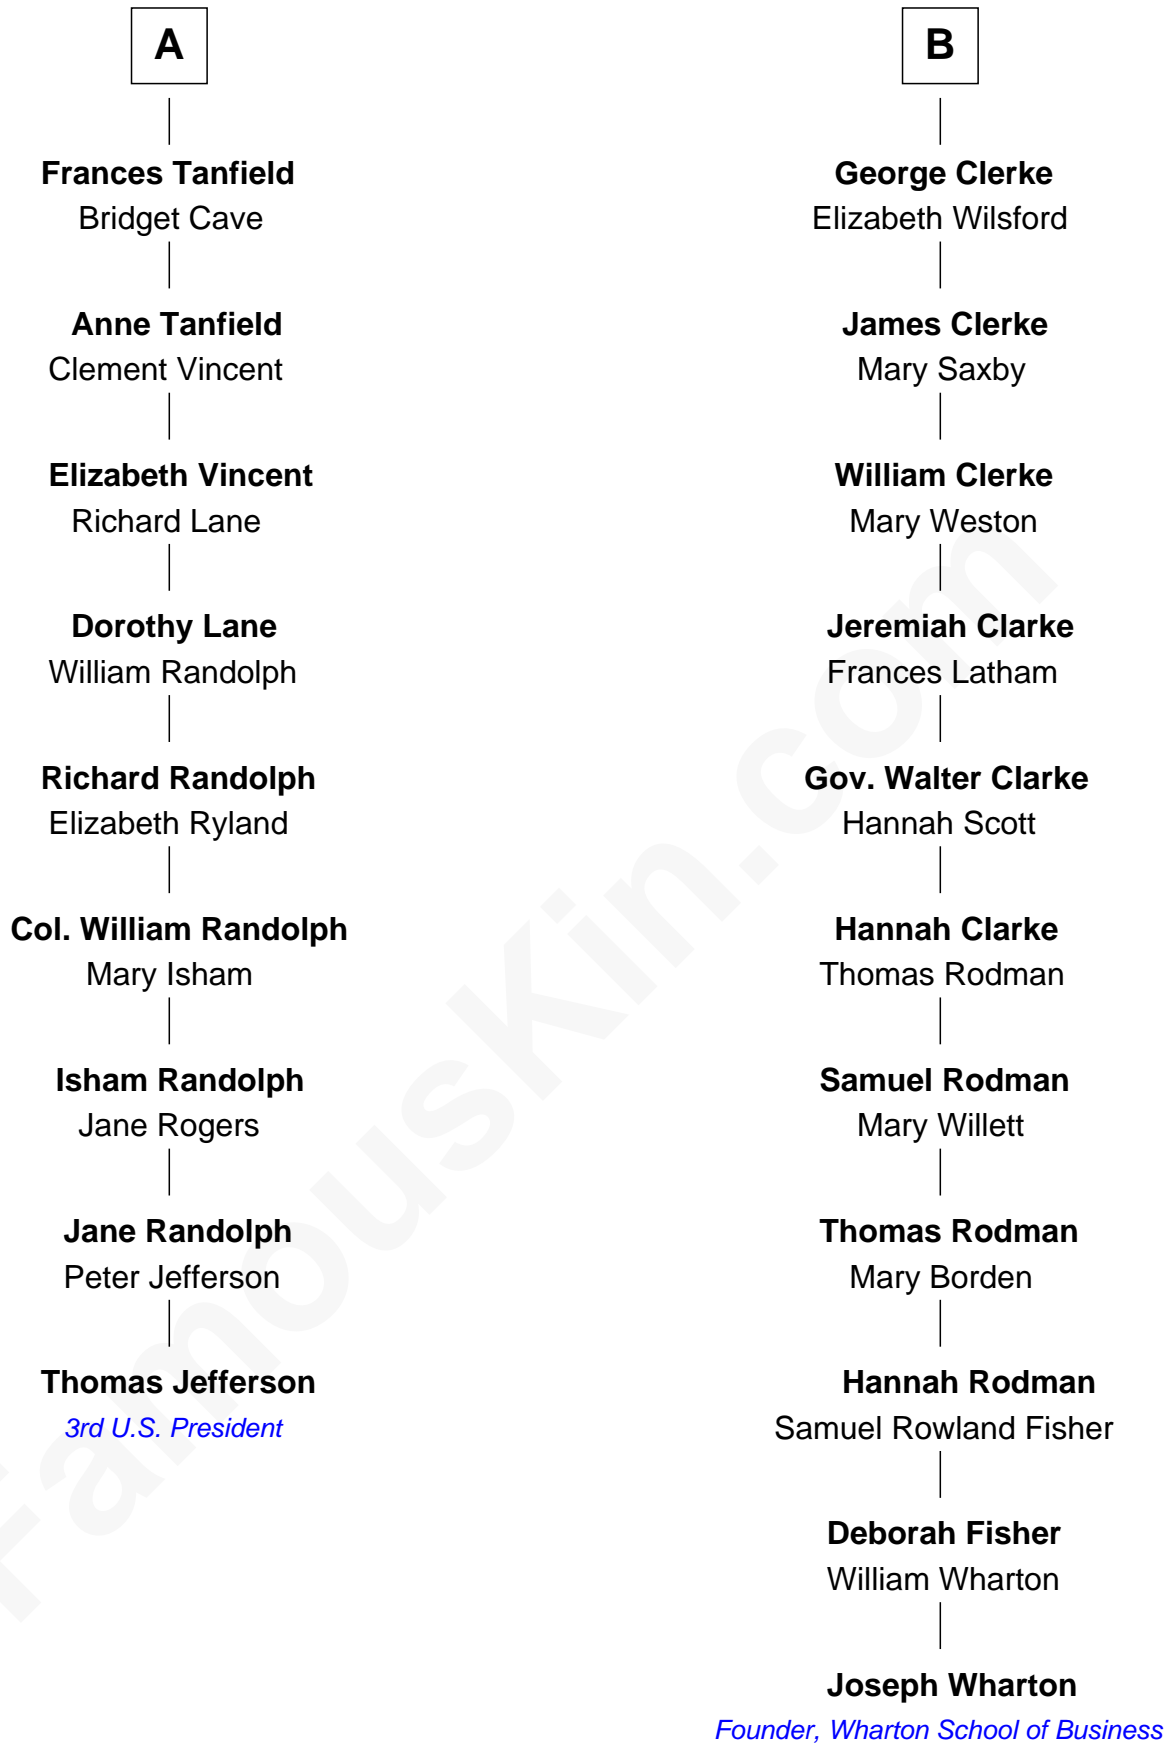 A
Frances Tanfield
Bridget Cave
Anne Tanfield
Clement Vincent
Elizabeth Vincent
Richard Lane
Dorothy Lane
William Randolph
Richard Randolph
Elizabeth Ryland
Col. William Randolph
Mary Isham
Isham Randolph
Jane Rogers
Jane Randolph
Peter Jefferson
Thomas Jefferson
3rd U.S. President
B
George Clerke
Elizabeth Wilsford
James Clerke
Mary Saxby
William Clerke
Mary Weston
Jeremiah Clarke
Frances Latham
Gov. Walter Clarke
Hannah Scott
Hannah Clarke
Thomas Rodman
Samuel Rodman
Mary Willett
Thomas Rodman
Mary Borden
Hannah Rodman
Samuel Rowland Fisher
Deborah Fisher
William Wharton
Joseph Wharton
Founder, Wharton School of Business
FamousKin.com